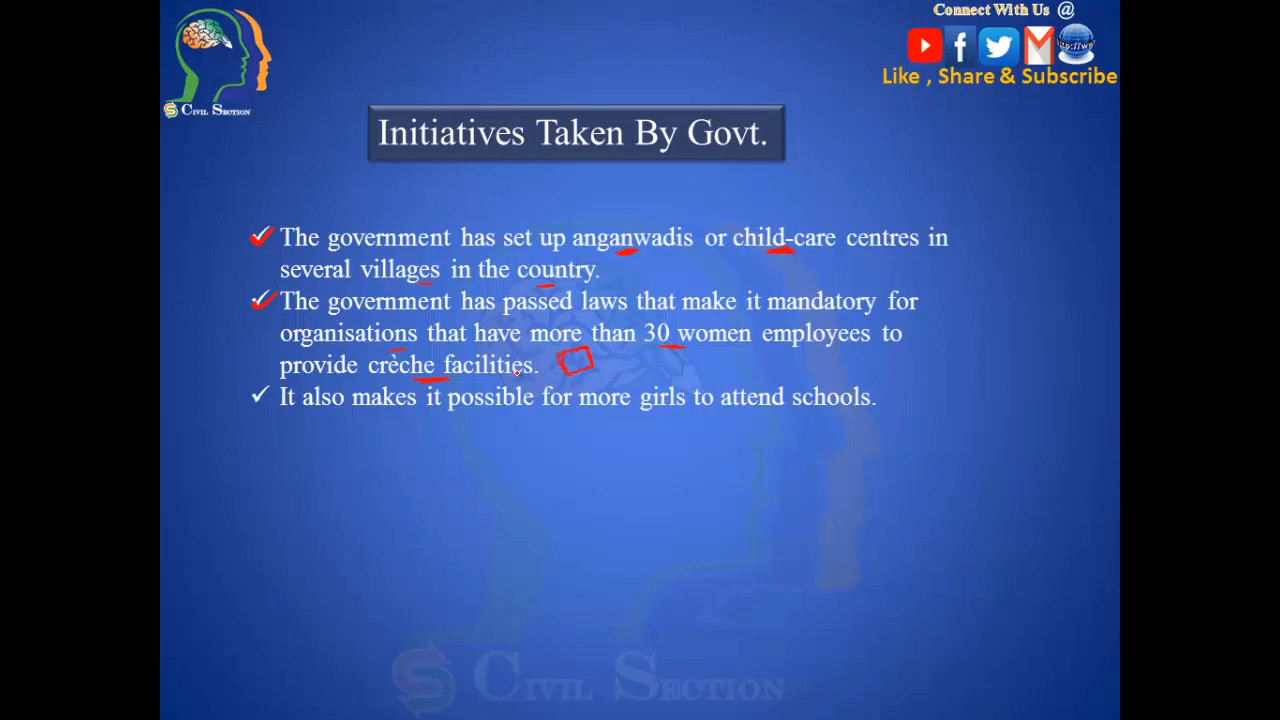 Connect With Us @
http://ww
Like , Share & Subscribe
S Civil Section
Initiatives Taken By Govt.
The government has set up anganwadis or child-care centres in
several villages in the country.
The government has passed laws that make it mandatory for
organisations that have more than 30 women employees to
provide crèche facilities.
It also makes it possible for more girls to attend schools.
S Civil Section